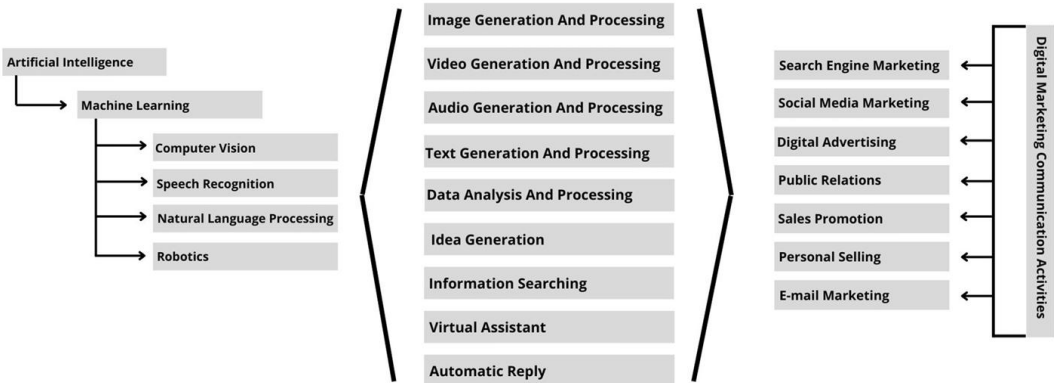 Artificial Intelligence
Machine Learning
Computer Vision
Speech Recognition
Natural Language Processing
Robotics
Image Generation And Processing
Video Generation And Processing
Audio Generation And Processing
Text Generation And Processing
Data Analysis And Processing
Idea Generation
Information Searching
Virtual Assistant
Automatic Reply
Search Engine Marketing
Social Media Marketing
Digital Advertising
Public Relations
Sales Promotion
Personal Selling
E-mail Marketing
Digital Marketing Communication Activities